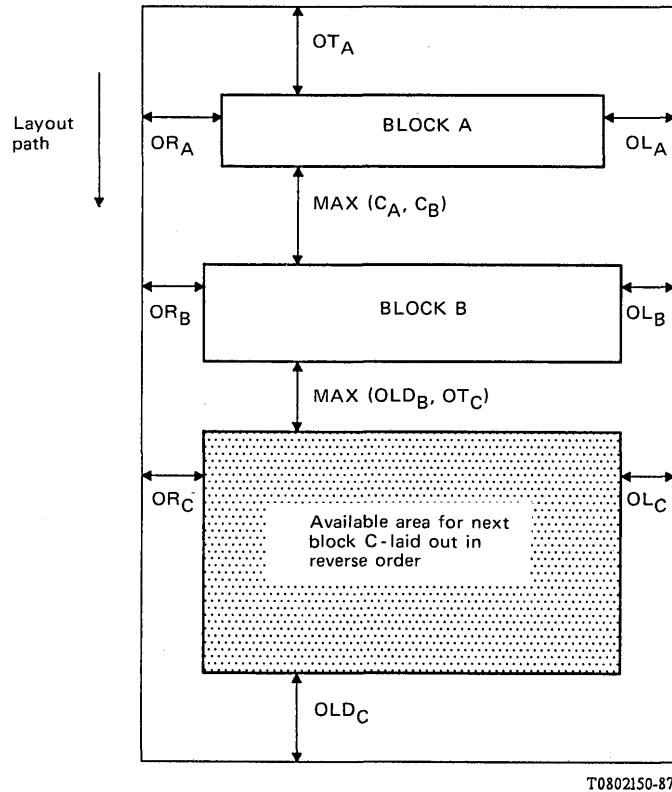 OT_A
Layout
path
OR_A
BLOCK A
OL_A
MAX (C_A, C_B)
OR_B
BLOCK B
OL_B
MAX (OLD_B, OT_C)
OR_C
OL_C
Available area for next
block C - laid out in
reverse order
OLD_C
T0802150-87